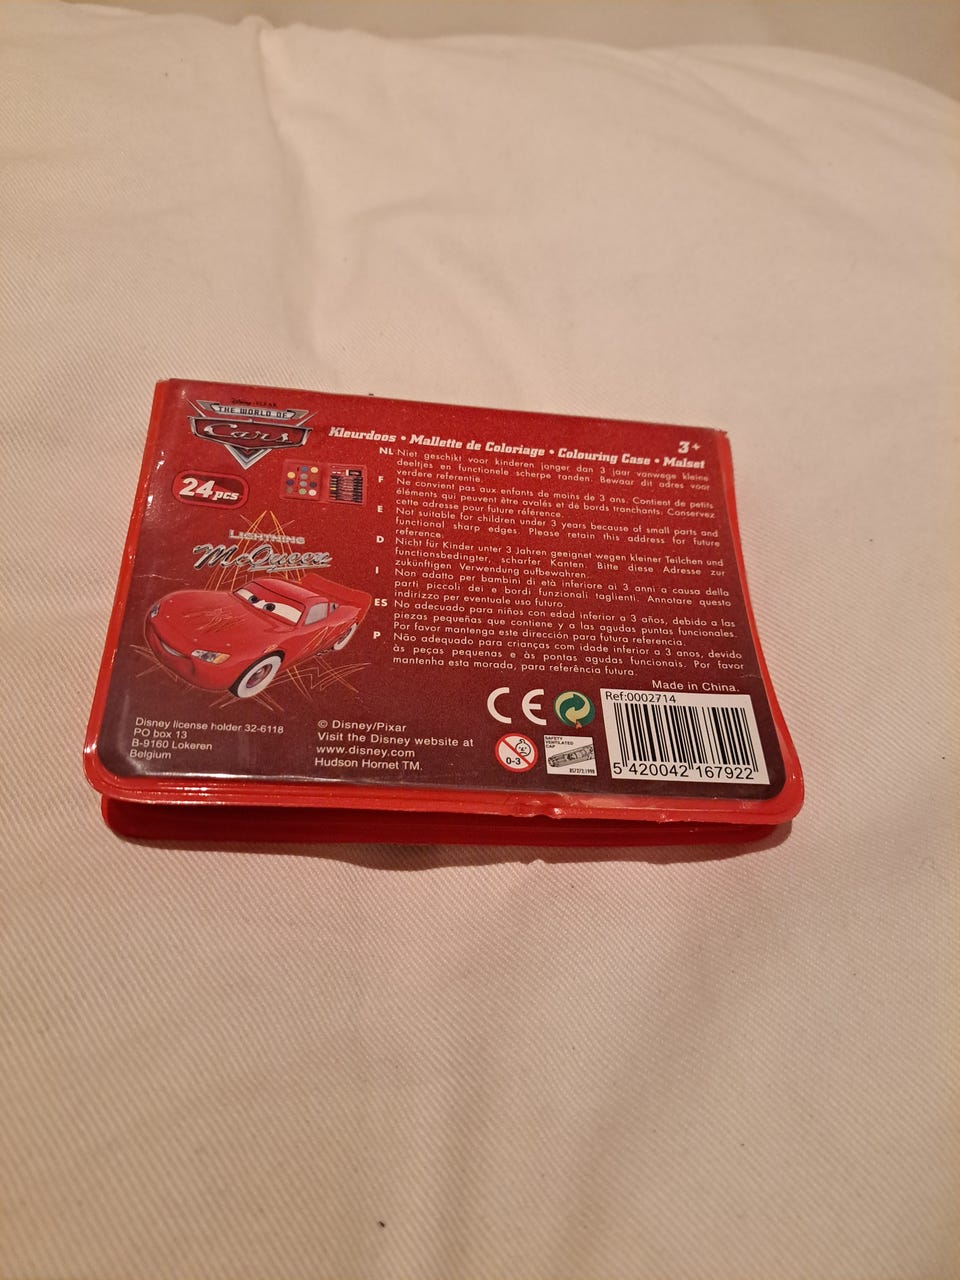 Disney·PIXAR
THE WORLD OF
Cars
24 pcs
LIGHTNING
McQueen
Kleurdoos • Mallette de Coloriage • Colouring Case • Malset
3+
NL Niet geschikt voor kinderen jonger dan 3 jaar vanwege kleine
deeltjes en functionele scherpe randen. Bewaar dit adres voor
verdere referentie.
F Ne convient pas aux enfants de moins de 3 ans. Contient de petits
éléments qui peuvent être avalés et de bords tranchants. Conservez
cette adresse pour future référence.
E Not suitable for children under 3 years because of small parts and
functional sharp edges. Please retain this address for future
reference.
D Nicht für Kinder unter 3 Jahren geeignet wegen kleiner Teilchen und
funktionsbedingter, scharfer Kanten. Bitte diese Adresse zur
zukünftigen Verwendung aufbewahren.
I Non adatto per bambini di età inferiore ai 3 anni a causa della
parti piccoli dei e bordi funzionali taglienti. Annotare questo
indirizzo per eventuale uso futuro.
ES No adecuado para niños con edad inferior a 3 años, debido a las
piezas pequeñas que contiene y a las agudas puntas funcionales.
Por favor mantenga este dirección para futura referencia.
P Não adequado para crianças com idade inferior a 3 anos, devido
às peças pequenas e às pontas agudas funcionais. Por favor
mantenha esta morada, para referência futura.
Made in China.
Disney license holder 32-6118
PO box 13
B-9160 Lokeren
Belgium
© Disney/Pixar
Visit the Disney website at
www.disney.com
Hudson Hornet TM.
CE
0-3
SAFETY
VENTILATED
CAP
BS7272:1990
Ref:0002714
5 420042 167922